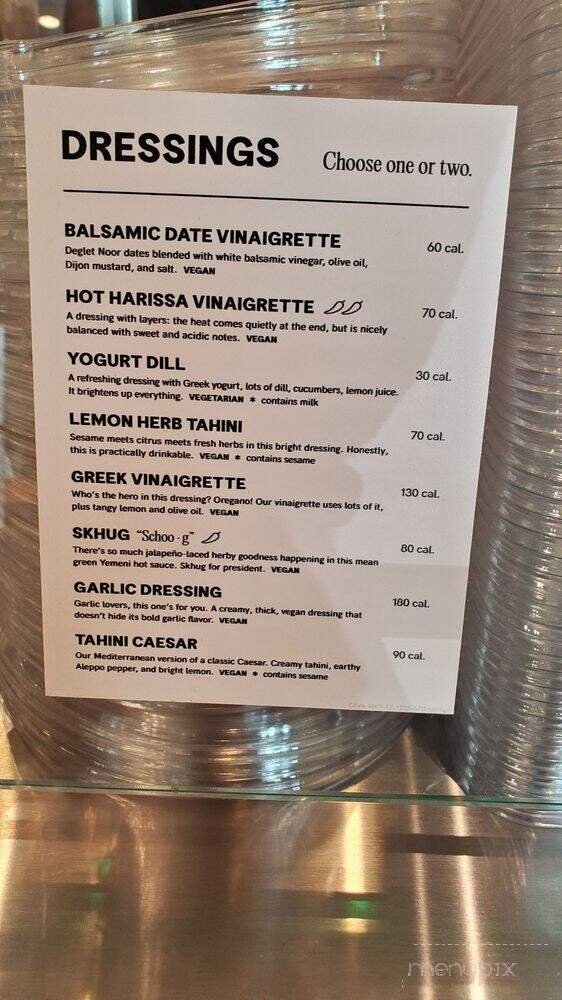 DRESSINGS
Choose one or two.
BALSAMIC DATE VINAIGRETTE 60 cal.
Deglet Noor dates blended with white balsamic vinegar, olive oil,
Dijon mustard, and salt. VEGAN
HOT HARISSA VINAIGRETTE 70 cal.
A dressing with layers: the heat comes quietly at the end, but is nicely
balanced with sweet and acidic notes. VEGAN
YOGURT DILL 30 cal.
A refreshing dressing with Greek yogurt, lots of dill, cucumbers, lemon juice.
It brightens up everything. VEGETARIAN * contains milk
LEMON HERB TAHINI 70 cal.
Sesame meets citrus meets fresh herbs in this bright dressing. Honestly,
this is practically drinkable. VEGAN * contains sesame
GREEK VINAIGRETTE 130 cal.
Who's the hero in this dressing? Oregano! Our vinaigrette uses lots of it,
plus tangy lemon and olive oil. VEGAN
SKHUG "Schoo-g" 80 cal.
There's so much jalapeño-laced herby goodness happening in this mean
green Yemeni hot sauce. Skhug for president. VEGAN
GARLIC DRESSING 180 cal.
Garlic lovers, this one's for you. A creamy, thick, vegan dressing that
doesn't hide its bold garlic flavor. VEGAN
TAHINI CAESAR 90 cal.
Our Mediterranean version of a classic Caesar. Creamy tahini, earthy
Aleppo pepper, and bright lemon. VEGAN * contains sesame
menupix